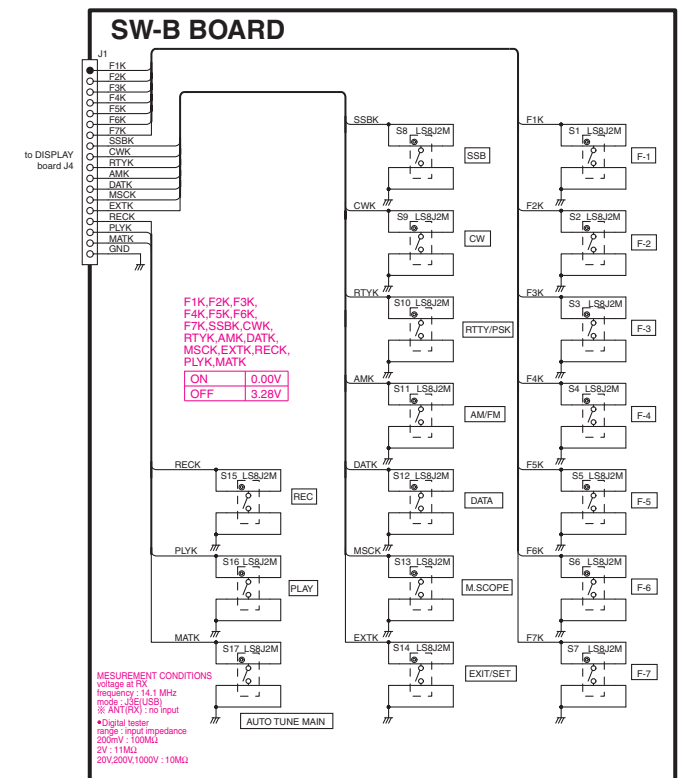 SW-B BOARD
J1
F1K
F2K
F3K
F4K
F5K
F6K
F7K
SSBK
CWK
RTYK
AMK
DATK
MSCK
EXTK
RECK
PLYK
MATK
GND
to DISPLAY
board J4
SSBK
S8 LS8J2M
SSB
F1K
S1 LS8J2M
F-1
CWK
S9 LS8J2M
CW
F2K
S2 LS8J2M
F-2
RTYK
S10 LS8J2M
RTTY/PSK
F3K
S3 LS8J2M
F-3
F1K,F2K,F3K,
F4K,F5K,F6K,
F7K,SSBK,CWK,
RTYK,AMK,DATK,
MSCK,EXTK,RECK,
PLYK,MATK
ON 0.00V
OFF 3.28V
AMK
S11 LS8J2M
AM/FM
F4K
S4 LS8J2M
F-4
RECK
S15 LS8J2M
REC
DATK
S12 LS8J2M
DATA
F5K
S5 LS8J2M
F-5
PLYK
S16 LS8J2M
PLAY
MSCK
S13 LS8J2M
M.SCOPE
F6K
S6 LS8J2M
F-6
MATK
S17 LS8J2M
AUTO TUNE MAIN
EXTK
S14 LS8J2M
EXIT/SET
F7K
S7 LS8J2M
F-7
MESUREMENT CONDITIONS
voltage at RX
frequency : 14.1 MHz
mode : J3E(USB)
※ ANT(RX) : no input
●Digital tester
range : input impedance
200mV : 100MΩ
2V : 11MΩ
20V,200V,1000V : 10MΩ